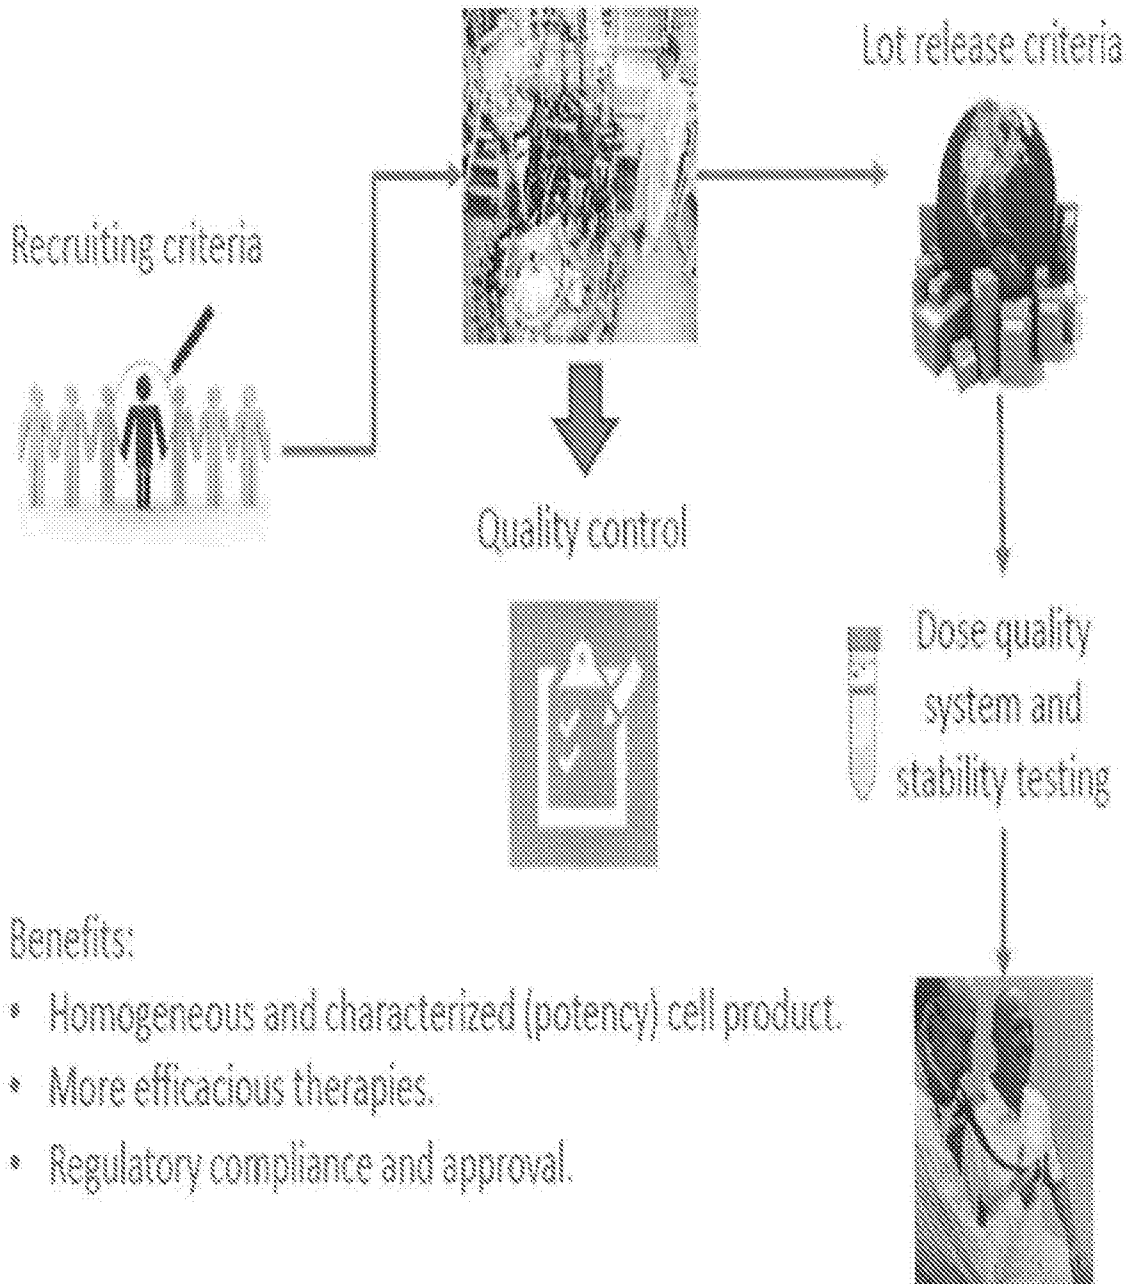 Lot release criteria
Recruiting criteria
Quality control
Dose quality
system and
stability testing
Benefits:
• Homogeneous and characterized (potency) cell product.
• More efficacious therapies.
• Regulatory compliance and approval.